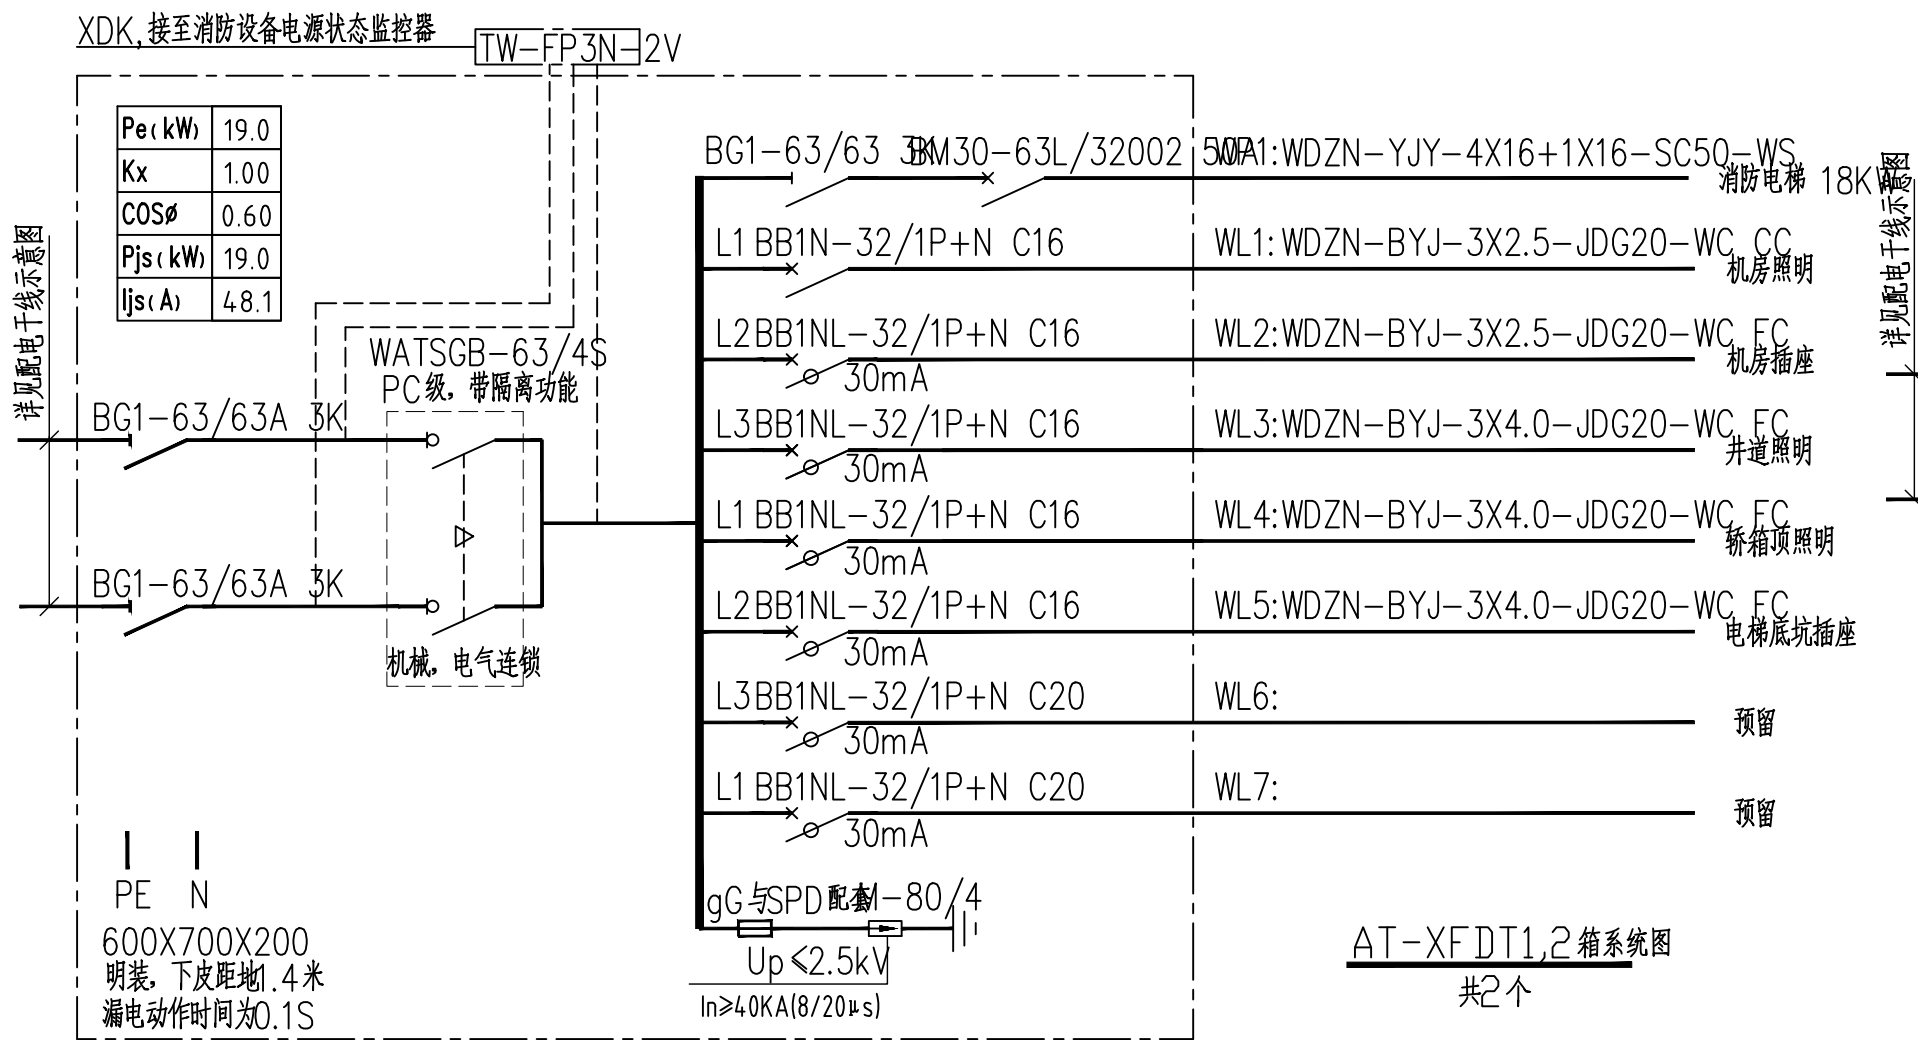 XDK,接至消防设备电源状态监控器
TW-FP3N-2V
Pe(kW) 19.0
Kx 1.00
COSø 0.60
Pjs(kW) 19.0
Ijs(A) 48.1
详见配电干线示意图
BG1-63/63A 3K
BG1-63/63A 3K
WATSGB-63/4S
PC级，带隔离功能
机械，电气连锁
BG1-63/63 3K BM30-63L/32002 50A WP1:WDZN-YJY-4X16+1X16-SC50-WS
消防电梯 18KW
L1 BB1N-32/1P+N C16 WL1:WDZN-BYJ-3X2.5-JDG20-WC CC
机房照明
L2 BB1NL-32/1P+N C16 WL2:WDZN-BYJ-3X2.5-JDG20-WC FC
30mA 机房插座
L3 BB1NL-32/1P+N C16 WL3:WDZN-BYJ-3X4.0-JDG20-WC FC
30mA 井道照明
L1 BB1NL-32/1P+N C16 WL4:WDZN-BYJ-3X4.0-JDG20-WC FC
30mA 轿箱顶照明
L2 BB1NL-32/1P+N C16 WL5:WDZN-BYJ-3X4.0-JDG20-WC FC
30mA 电梯底坑插座
L3 BB1NL-32/1P+N C20 WL6:
30mA 预留
L1 BB1NL-32/1P+N C20 WL7:
30mA 预留
详见配电干线示意图
gG与SPD配套 M-80/4
Up≤2.5kV
In≥40KA(8/20μs)
PE N
600X700X200
明装，下皮距地1.4米
漏电动作时间为0.1S
AT-XFDT1,2箱系统图
共2个